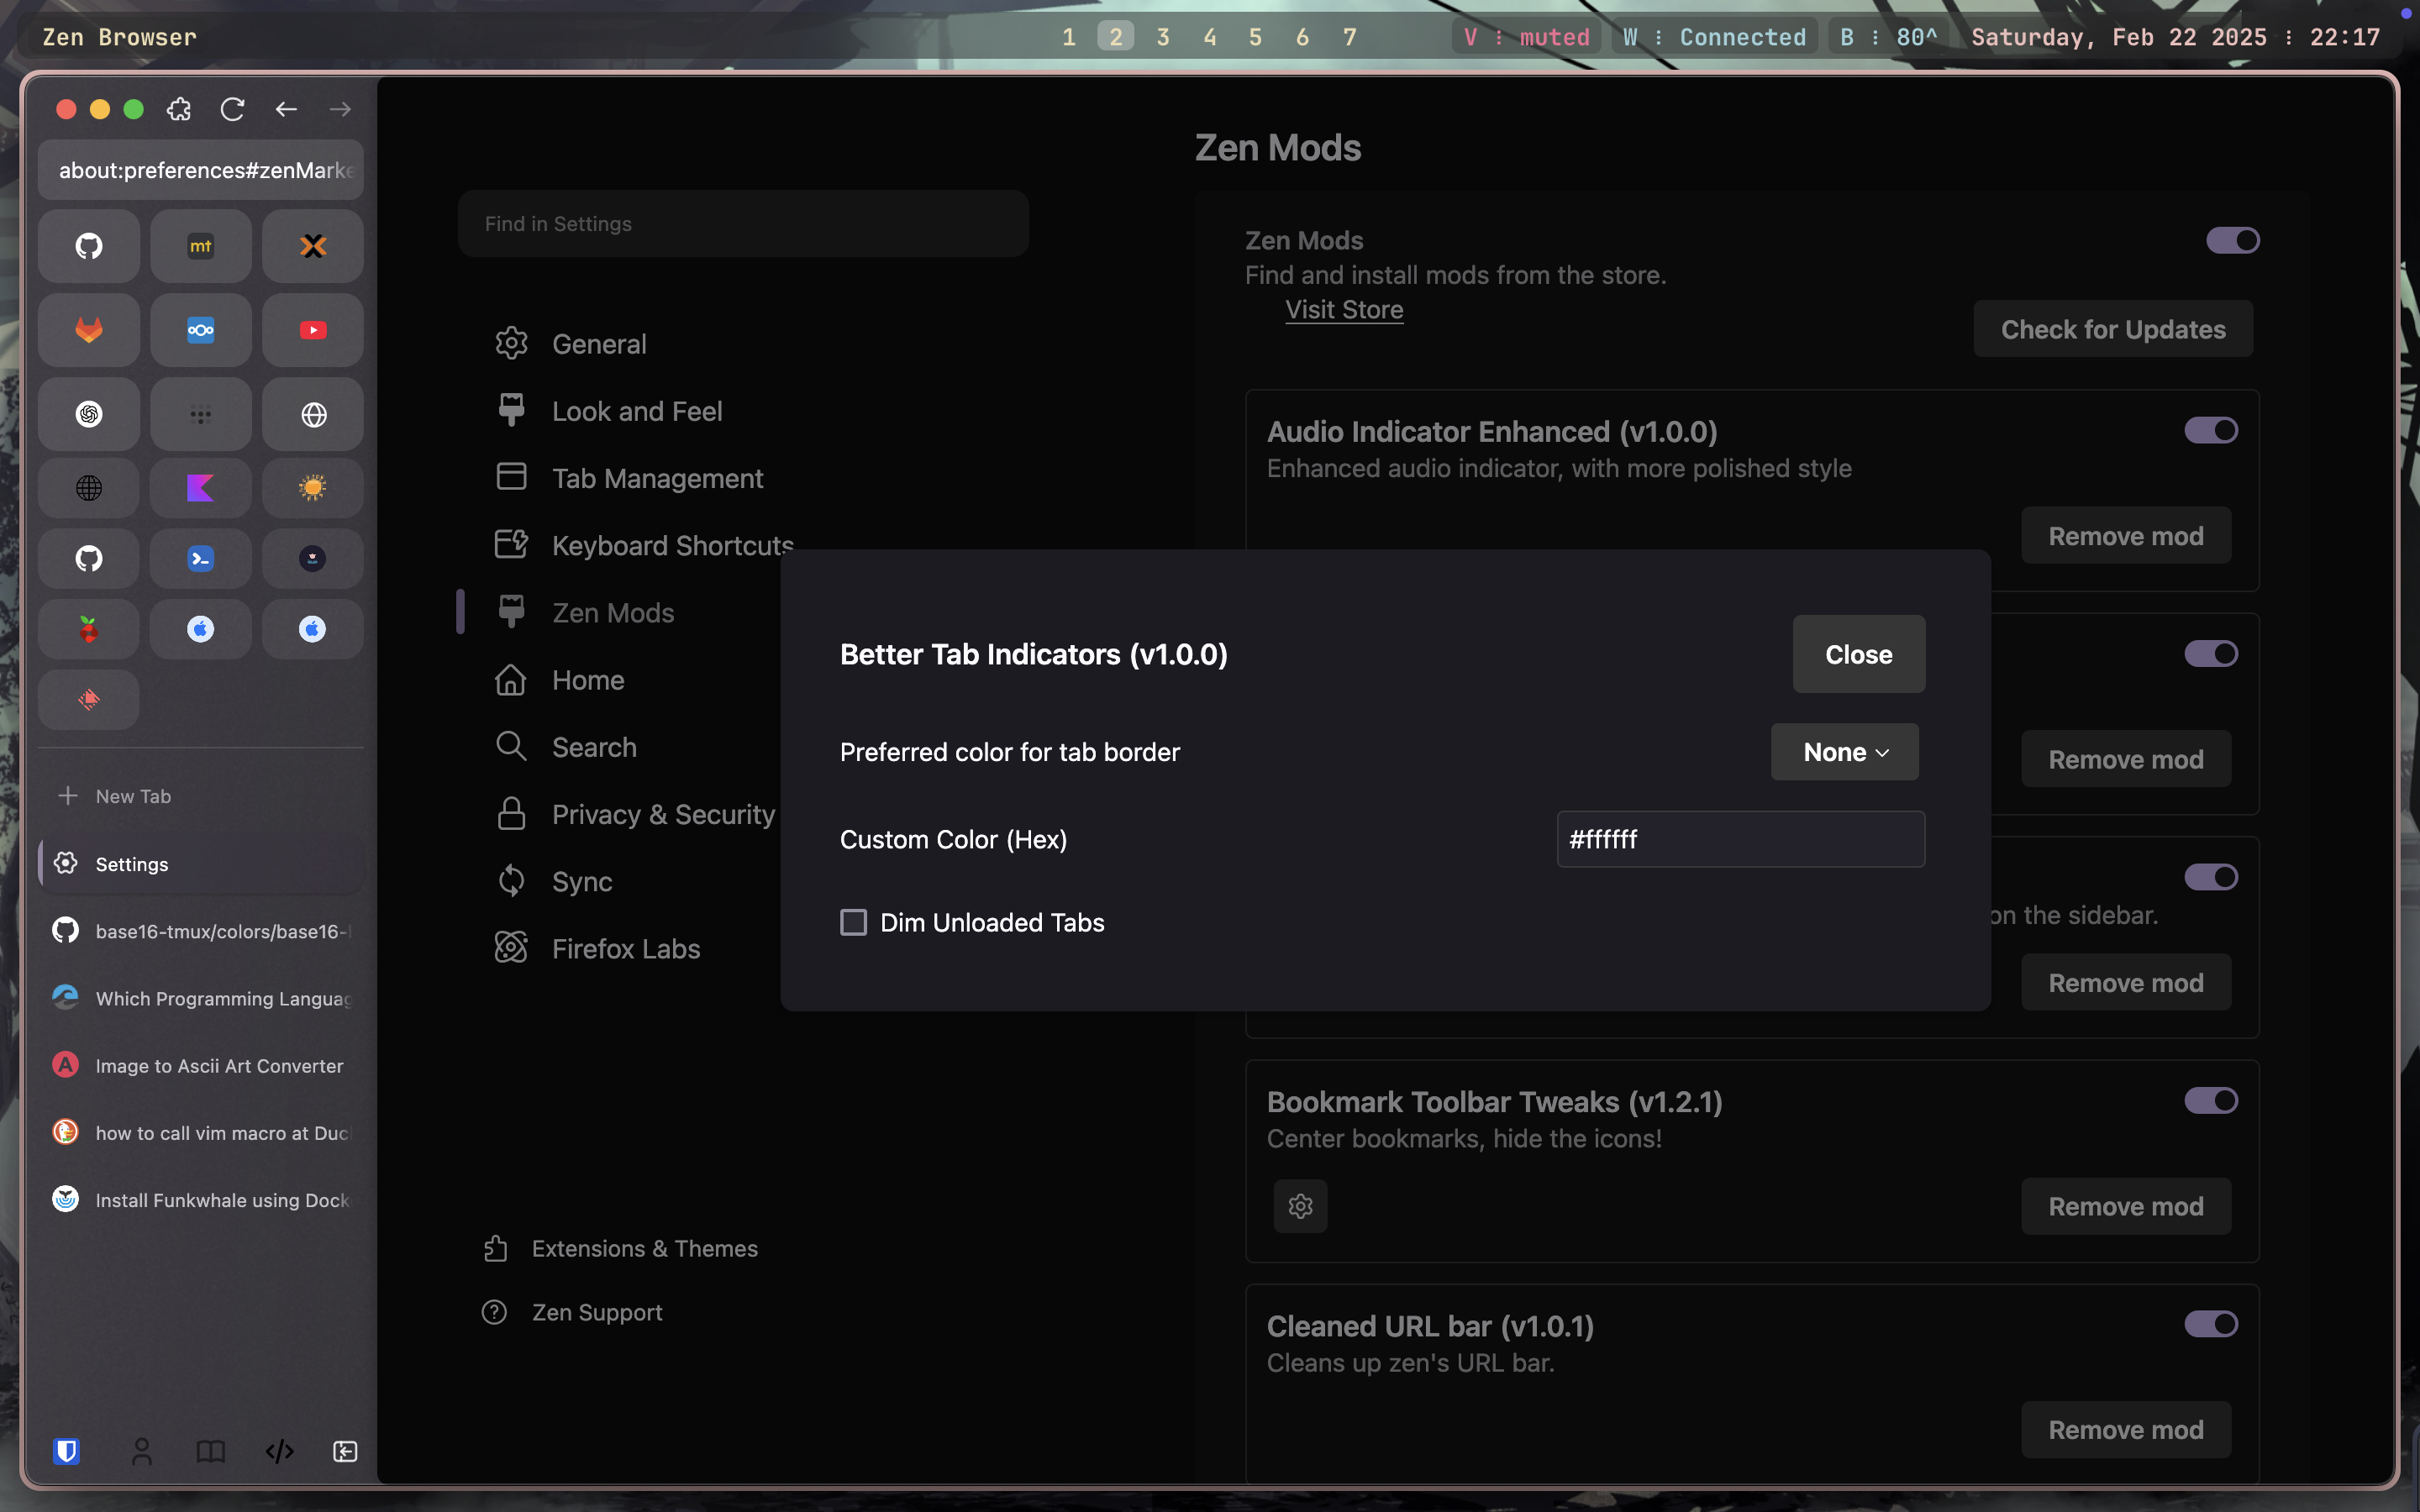 Zen Browser
1 2 3 4 5 6 7
V : muted
W : Connected
B : 80^
Saturday, Feb 22 2025 : 22:17
about:preferences#zenMarke
mt
New Tab
Settings
base16-tmux/colors/base16-
Which Programming Languag
Image to Ascii Art Converter
how to call vim macro at Duc
Install Funkwhale using Dock
Find in Settings
General
Look and Feel
Tab Management
Keyboard Shortcuts
Zen Mods
Home
Search
Privacy & Security
Sync
Firefox Labs
Extensions & Themes
Zen Support
Zen Mods
Zen Mods
Find and install mods from the store.
Visit Store
Check for Updates
Audio Indicator Enhanced (v1.0.0)
Enhanced audio indicator, with more polished style
Remove mod
Better Tab Indicators (v1.0.0)
Close
Preferred color for tab border
None
Custom Color (Hex)
#ffffff
Dim Unloaded Tabs
Remove mod
on the sidebar.
Remove mod
Bookmark Toolbar Tweaks (v1.2.1)
Center bookmarks, hide the icons!
Remove mod
Cleaned URL bar (v1.0.1)
Cleans up zen's URL bar.
Remove mod